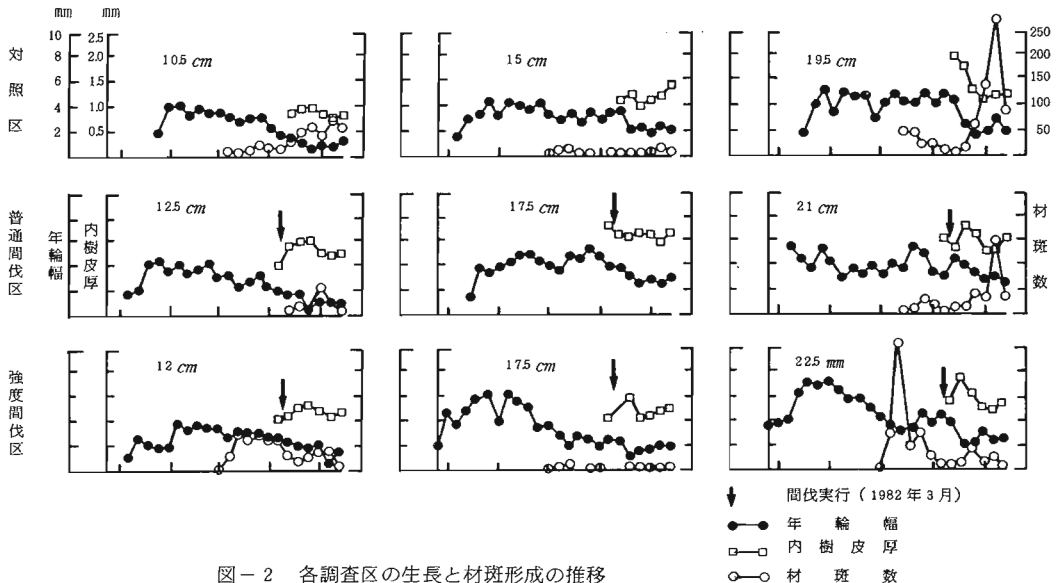 mm mm
10 2.5
8 2.0
6 1.5
4 1.0
2 0.5
対照区
10.5 cm
15 cm
19.5 cm
250
200
150
100
50
普通間伐区
年輪幅
内樹皮厚
12.5 cm
17.5 cm
21 cm
材斑数
強度間伐区
12 cm
17.5 cm
22.5 mm
間伐実行(1982年3月)
年輪幅
内樹皮厚
材斑数
図-2 各調査区の生長と材斑形成の推移